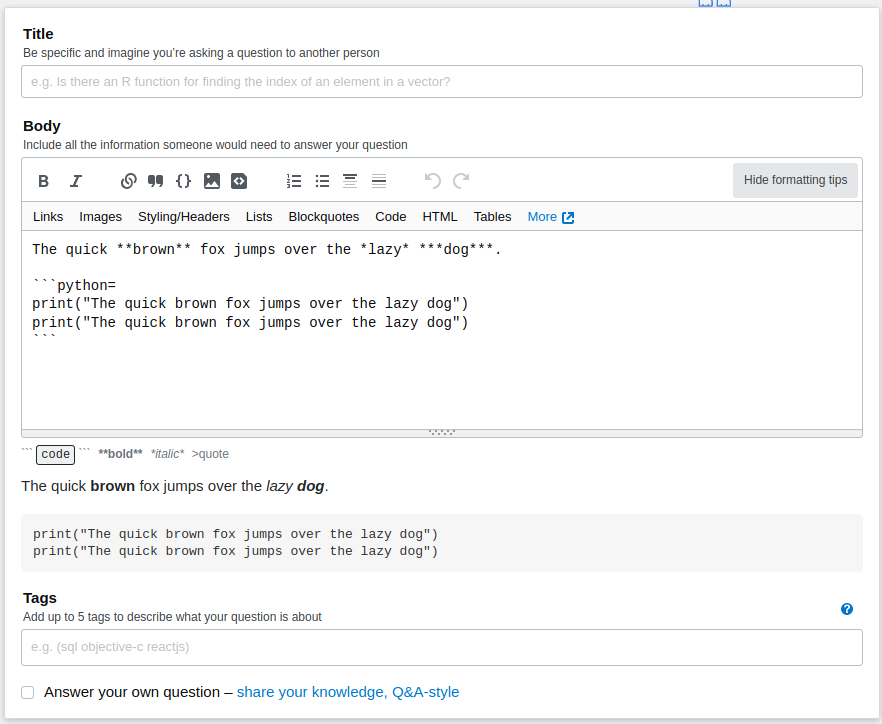 Title
Be specific and imagine you’re asking a question to another person
e.g. Is there an R function for finding the index of an element in a vector?
Body
Include all the information someone would need to answer your question
B I Hide formatting tips
Links Images Styling/Headers Lists Blockquotes Code HTML Tables More
The quick **brown** fox jumps over the *lazy* ***dog***.
```python=
print("The quick brown fox jumps over the lazy dog")
print("The quick brown fox jumps over the lazy dog")
```
``` code ``` **bold** *italic* >quote
The quick brown fox jumps over the lazy dog.
print("The quick brown fox jumps over the lazy dog")
print("The quick brown fox jumps over the lazy dog")
Tags
Add up to 5 tags to describe what your question is about
e.g. (sql objective-c reactjs)
Answer your own question – share your knowledge, Q&A-style